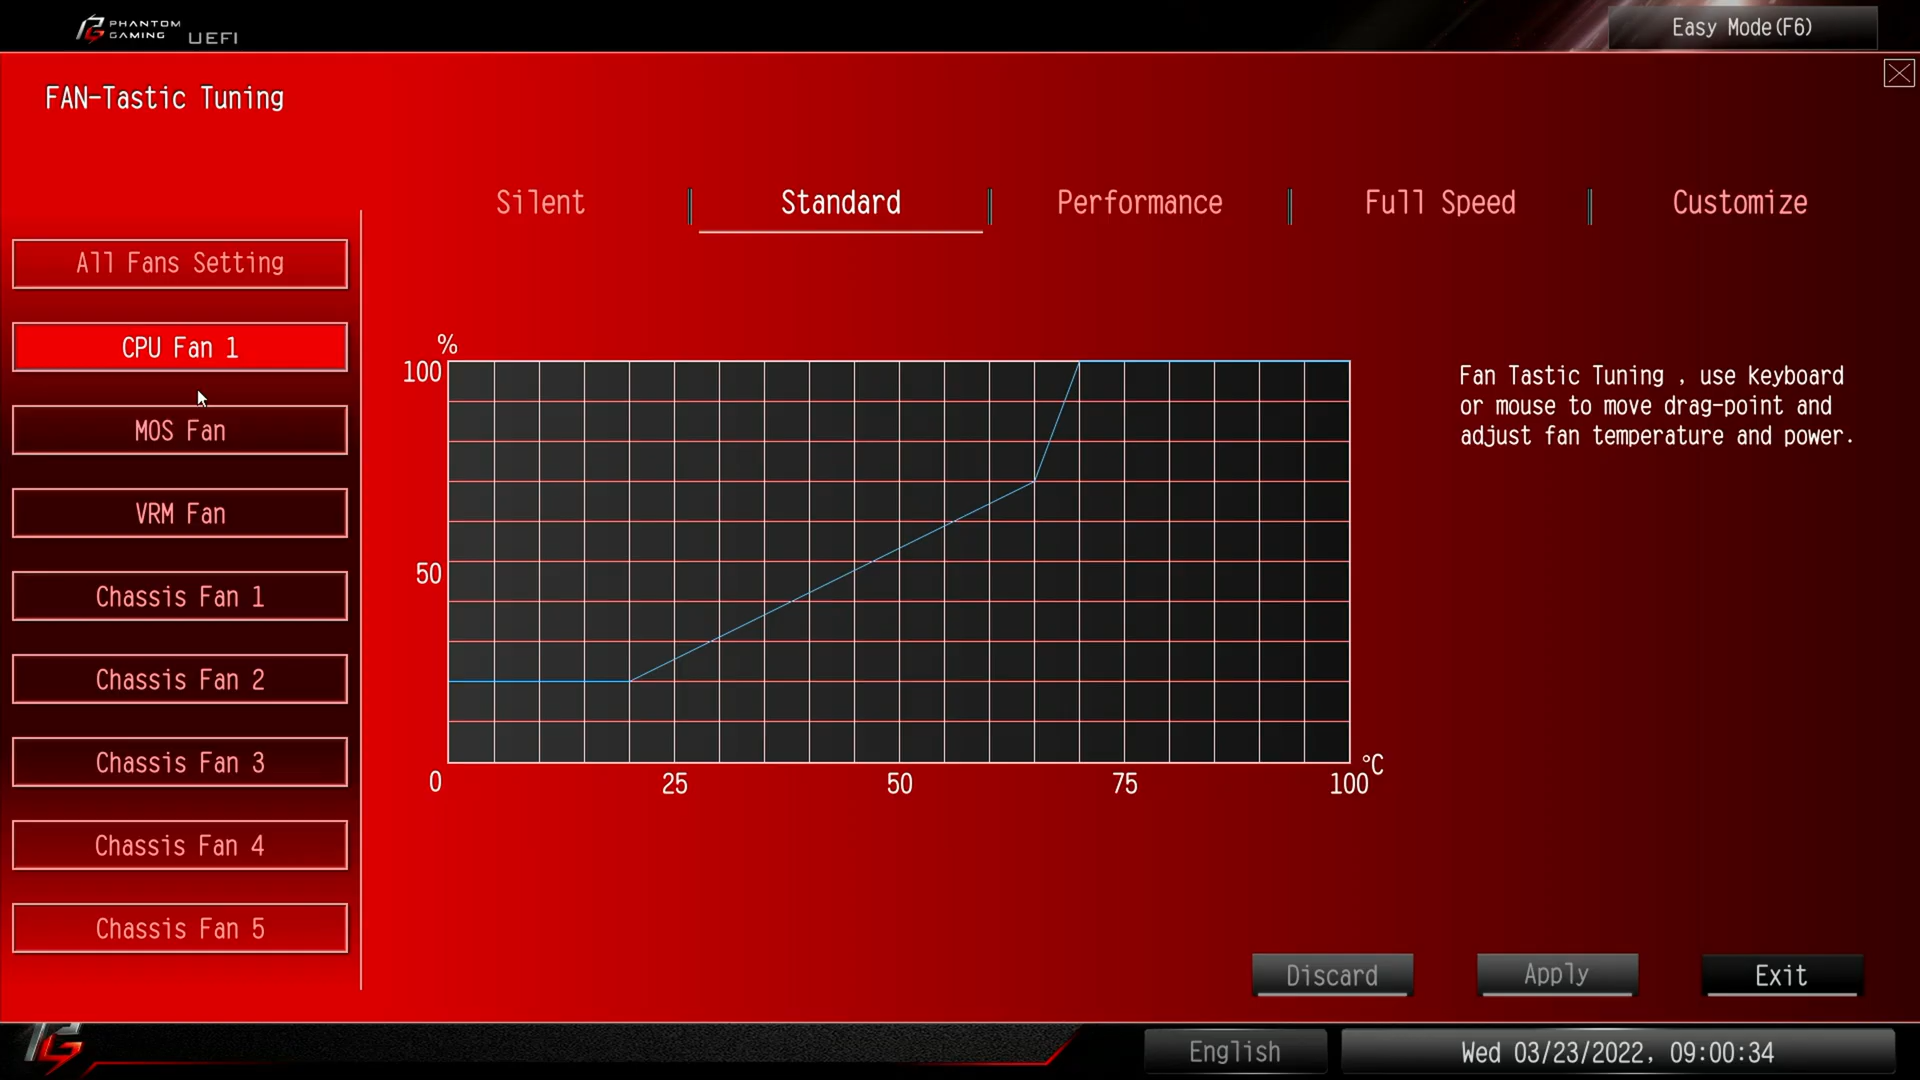 PHANTOM
GAMING UEFI
Easy Mode(F6)
FAN-Tastic Tuning
Silent Standard Performance Full Speed Customize
All Fans Setting
CPU Fan 1
MOS Fan
VRM Fan
Chassis Fan 1
Chassis Fan 2
Chassis Fan 3
Chassis Fan 4
Chassis Fan 5
%
100
50
0 25 50 75 100 °C
Fan Tastic Tuning , use keyboard
or mouse to move drag-point and
adjust fan temperature and power.
Discard Apply Exit
English Wed 03/23/2022, 09:00:34